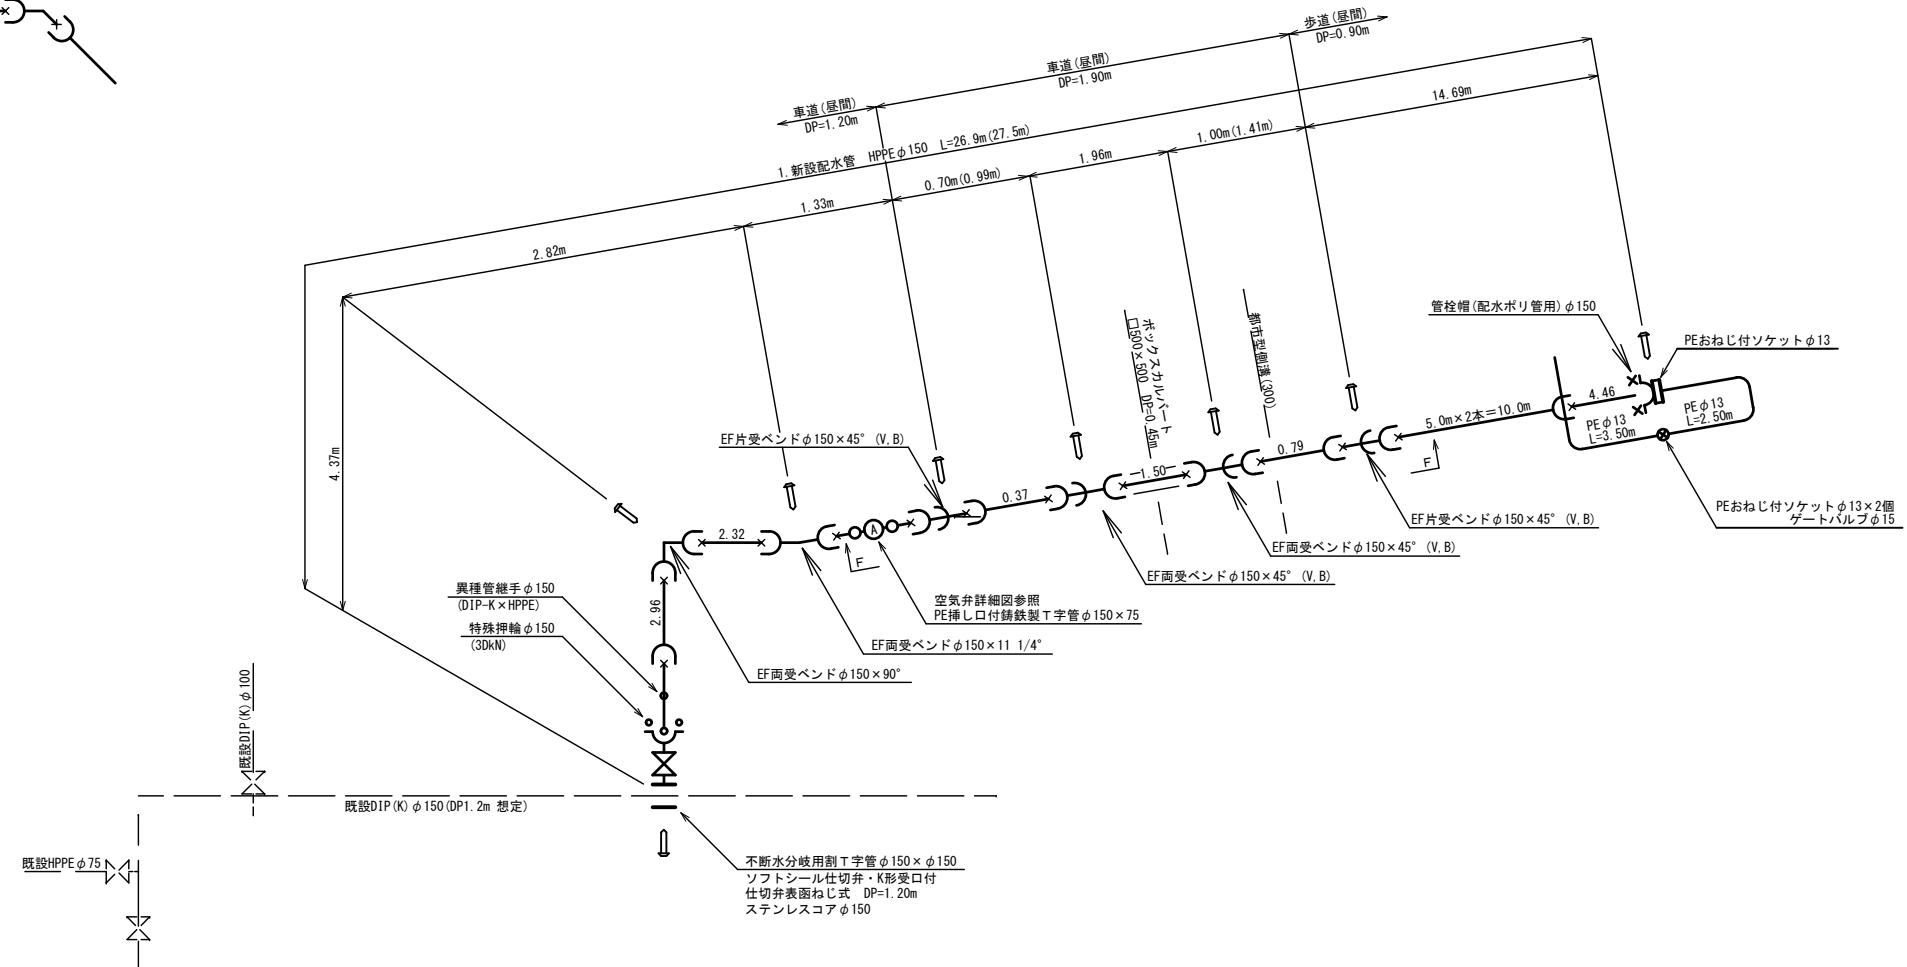 歩道(昼間)
DP=0.90m
車道(昼間)
DP=1.90m
車道(昼間)
DP=1.20m
14.69m
1.00m(1.41m)
1.96m
0.70m(0.99m)
1.33m
2.82m
1.新設配水管 HPPEφ150 L=26.9m(27.5m)
4.37m
管栓帽(配水ポリ管用)φ150
PEおねじ付ソケットφ13
ボックスカルバート
□500×500 DP=0.45m
都市型側溝(300)
4.46
PEφ13
L=3.50m
PEφ13
L=2.50m
5.0m×2本=10.0m
F
0.79
1.50
0.37
EF片受ベンドφ150×45° (V,B)
A
F
2.32
2.96
PEおねじ付ソケットφ13×2個
ゲートバルブφ15
EF片受ベンドφ150×45° (V,B)
EF両受ベンドφ150×45° (V,B)
EF両受ベンドφ150×45° (V,B)
空気弁詳細図参照
PE挿し口付鋳鉄製T字管φ150×75
EF両受ベンドφ150×11 1/4°
EF両受ベンドφ150×90°
異種管継手φ150
(DIP-K×HPPE)
特殊押輪φ150
(3DkN)
既設DIP(K)φ100
既設DIP(K)φ150(DP1.2m 想定)
既設HPPEφ75
不断水分岐用割T字管φ150×φ150
ソフトシール仕切弁・K形受口付
仕切弁表函ねじ式 DP=1.20m
ステンレスコアφ150